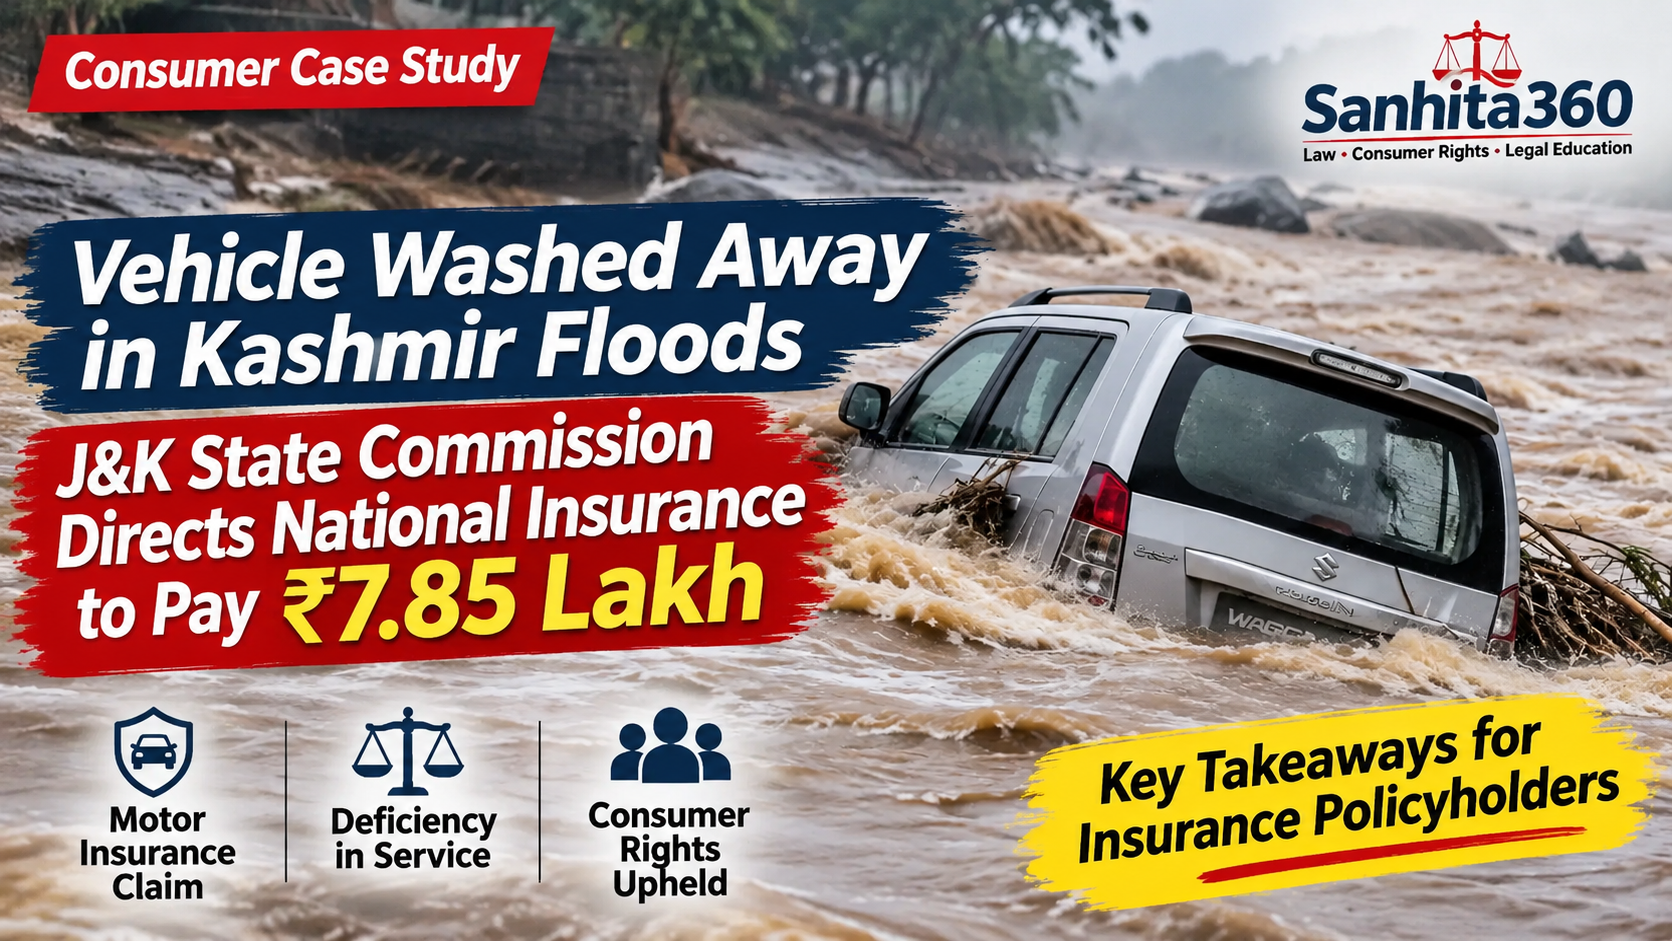 Consumer Case Study
Sanhita360
Law • Consumer Rights • Legal Education
Vehicle Washed Away
in Kashmir Floods
J&K State Commission
Directs National Insurance
to Pay ₹7.85 Lakh
Motor
Insurance
Claim
Deficiency
in Service
Consumer
Rights
Upheld
Key Takeaways for
Insurance Policyholders